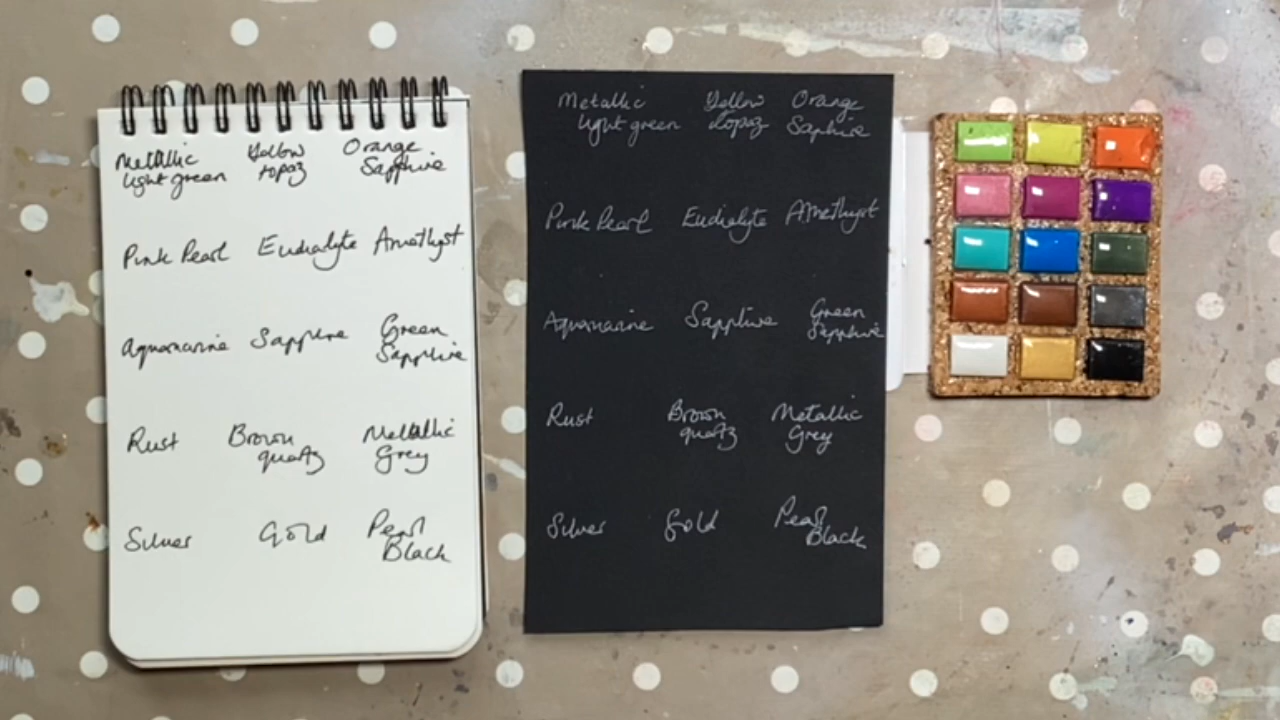 Metallic light green
Yellow topaz
Orange Sapphire
Pink Pearl
Eudialyte
Amethyst
Aquamarine
Sapphire
Green Sapphire
Rust
Brown quartz
Metallic Grey
Silver
Gold
Pearl Black
Metallic light green
Yellow topaz
Orange Saphire
Pink Pearl
Eudialyte
Amethyst
Aquamarine
Sapphire
Green Sapphire
Rust
Brown quartz
Metallic Grey
Silver
Gold
Pearl Black